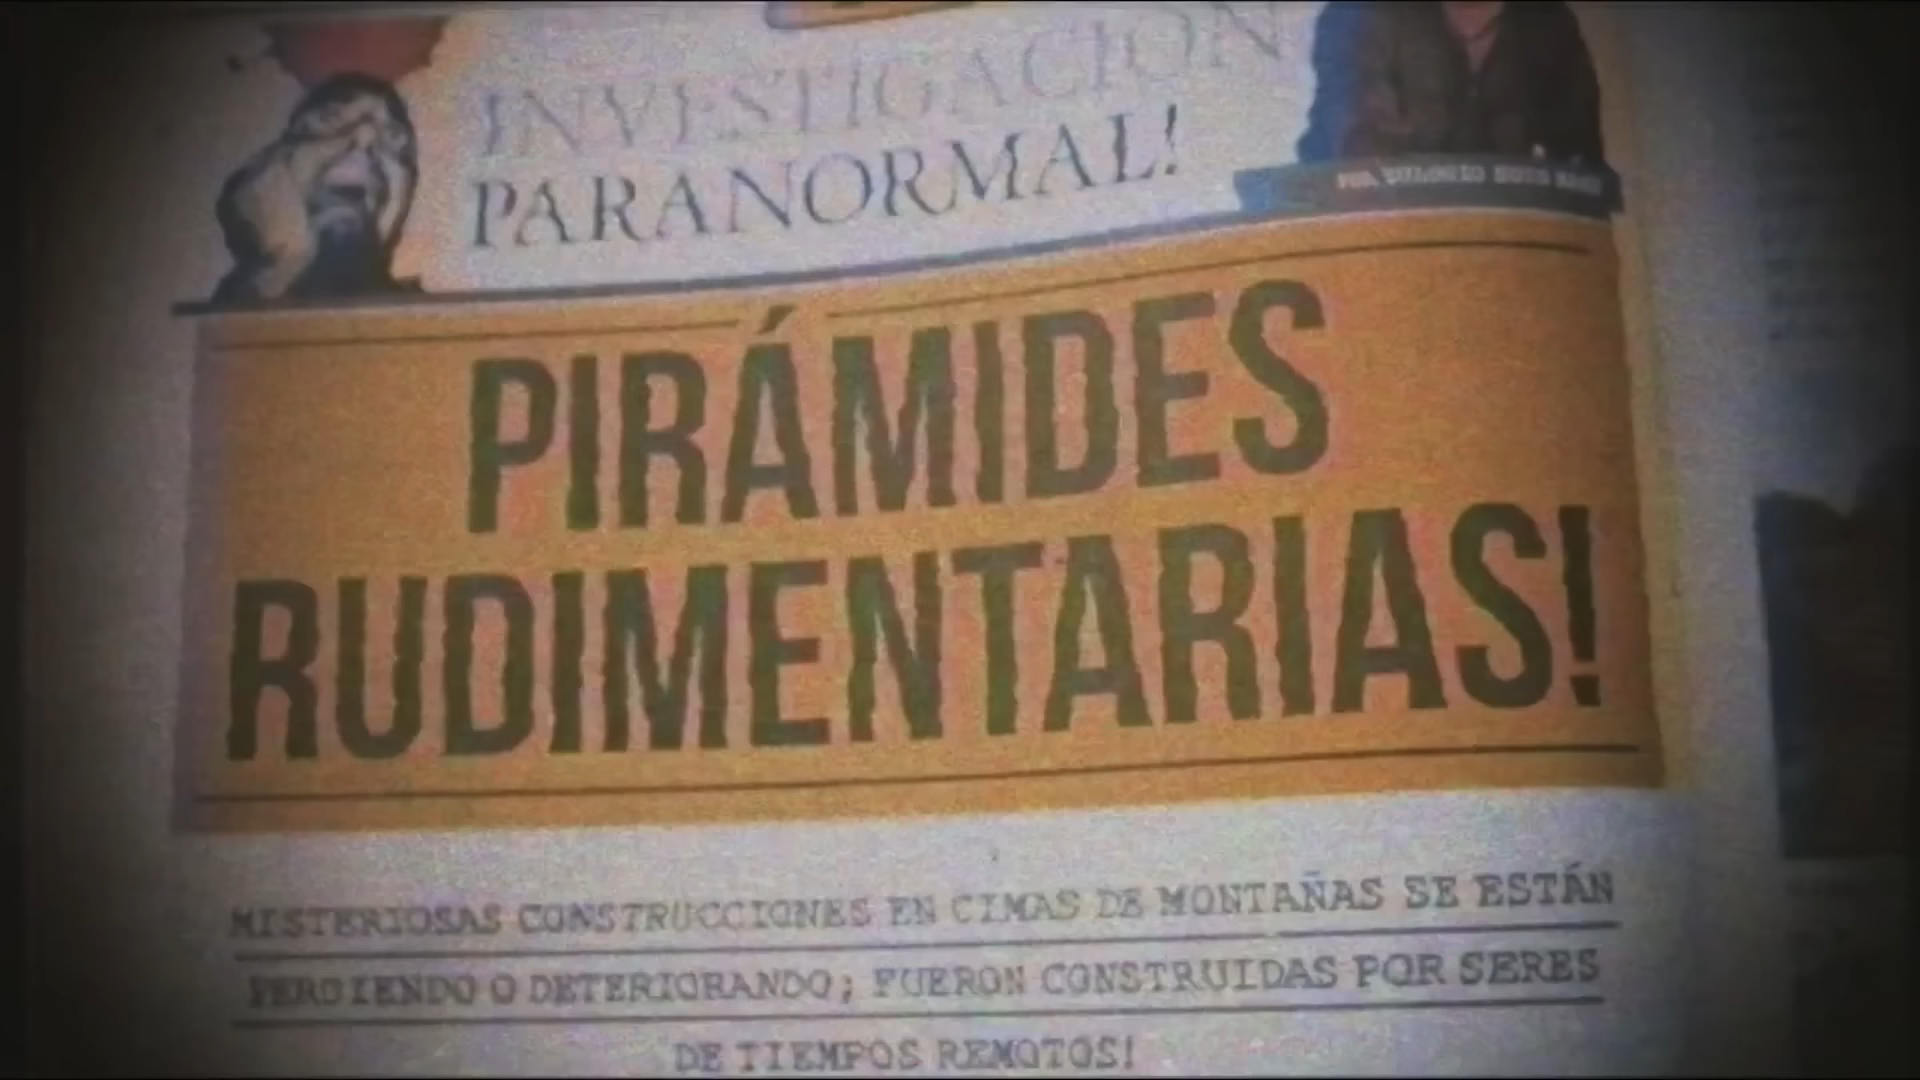 INVESTIGACIÓN
PARANORMAL!
POR
PIRÁMIDES
RUDIMENTARIAS!
MISTERIOSAS CONSTRUCCIONES EN CIMAS DE MONTAÑAS SE ESTÁN
PERDIENDO O DETERIORANDO; FUERON CONSTRUIDAS POR SERES
DE TIEMPOS REMOTOS!